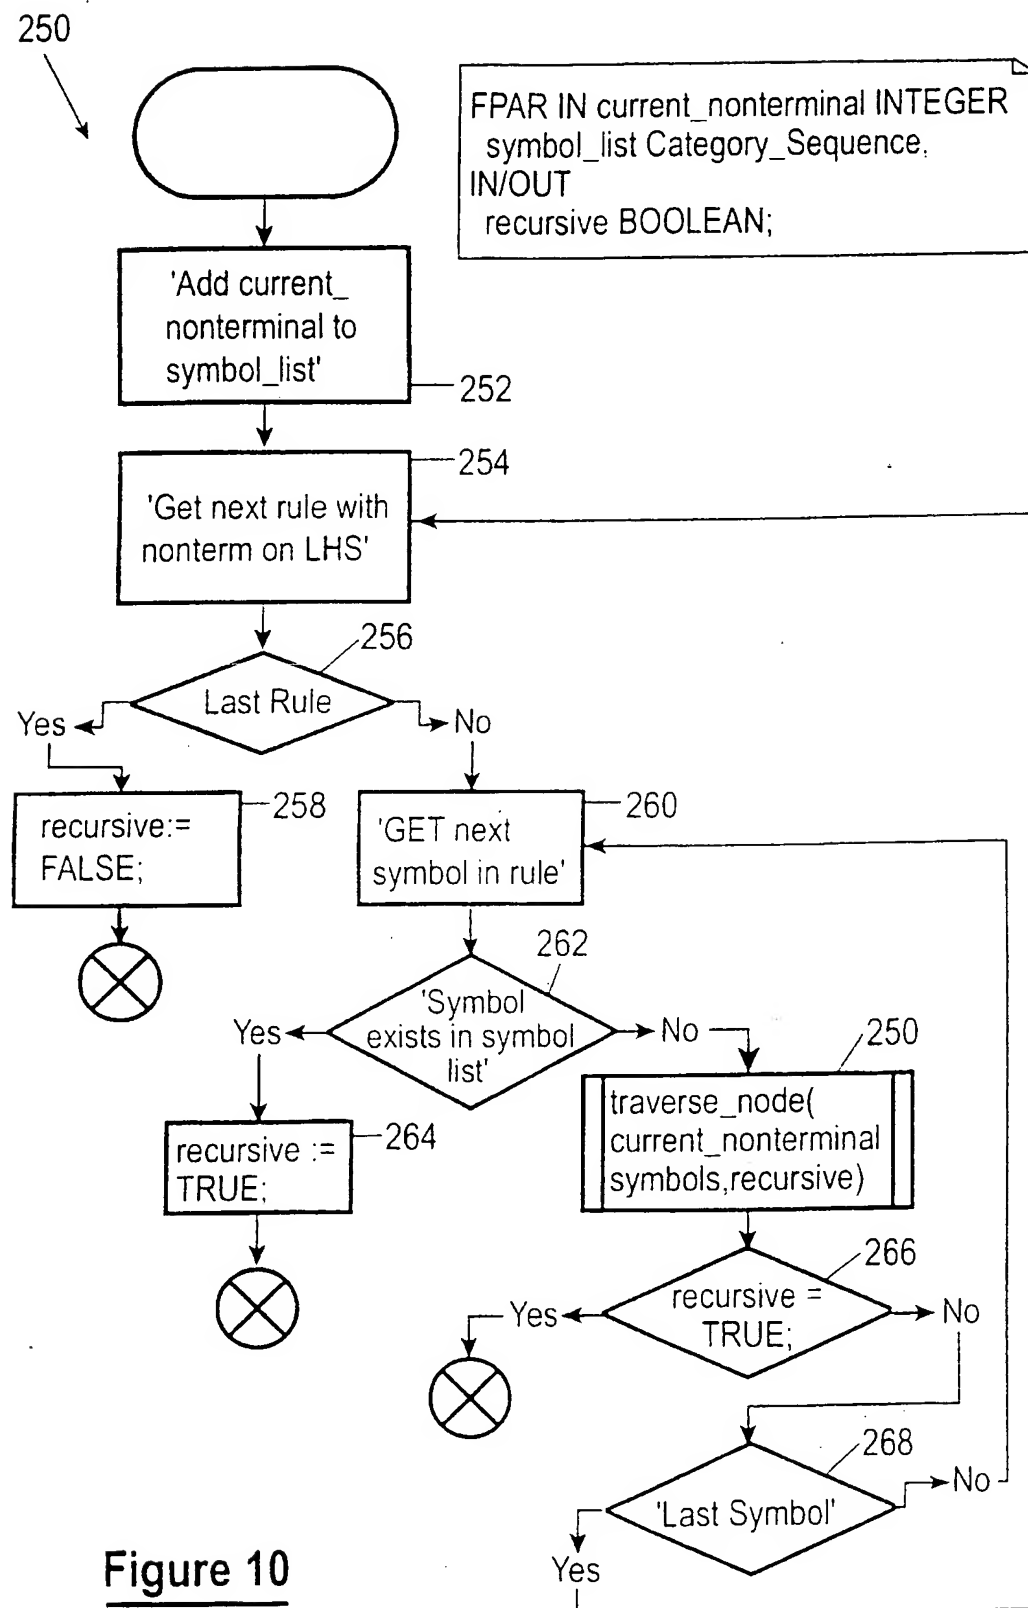 250
FPAR IN current_nonterminal INTEGER
symbol_list Category_Sequence,
IN/OUT
recursive BOOLEAN;
'Add current_
nonterminal to
symbol_list'
252
254
'Get next rule with
nonterm on LHS'
256
Last Rule
Yes
No
258
recursive:=
FALSE;
260
'GET next
symbol in rule'
262
'Symbol
exists in symbol
list'
Yes
No
250
traverse_node(
current_nonterminal
symbols,recursive)
264
recursive :=
TRUE;
266
recursive =
TRUE;
Yes
No
268
'Last Symbol'
No
Yes
Figure 10